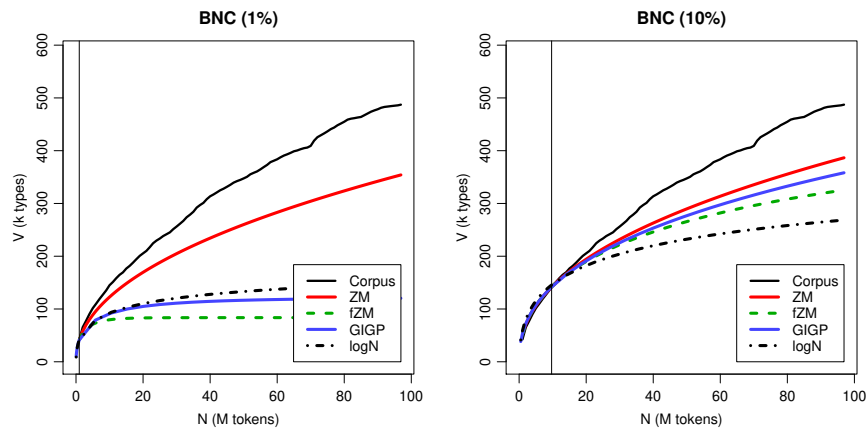 BNC (1%)
V (k types)
600
500
400
300
200
100
0
0 20 40 60 80 100
N (M tokens)
Corpus
ZM
fZM
GIGP
logN
BNC (10%)
V (k types)
600
500
400
300
200
100
0
0 20 40 60 80 100
N (M tokens)
Corpus
ZM
fZM
GIGP
logN